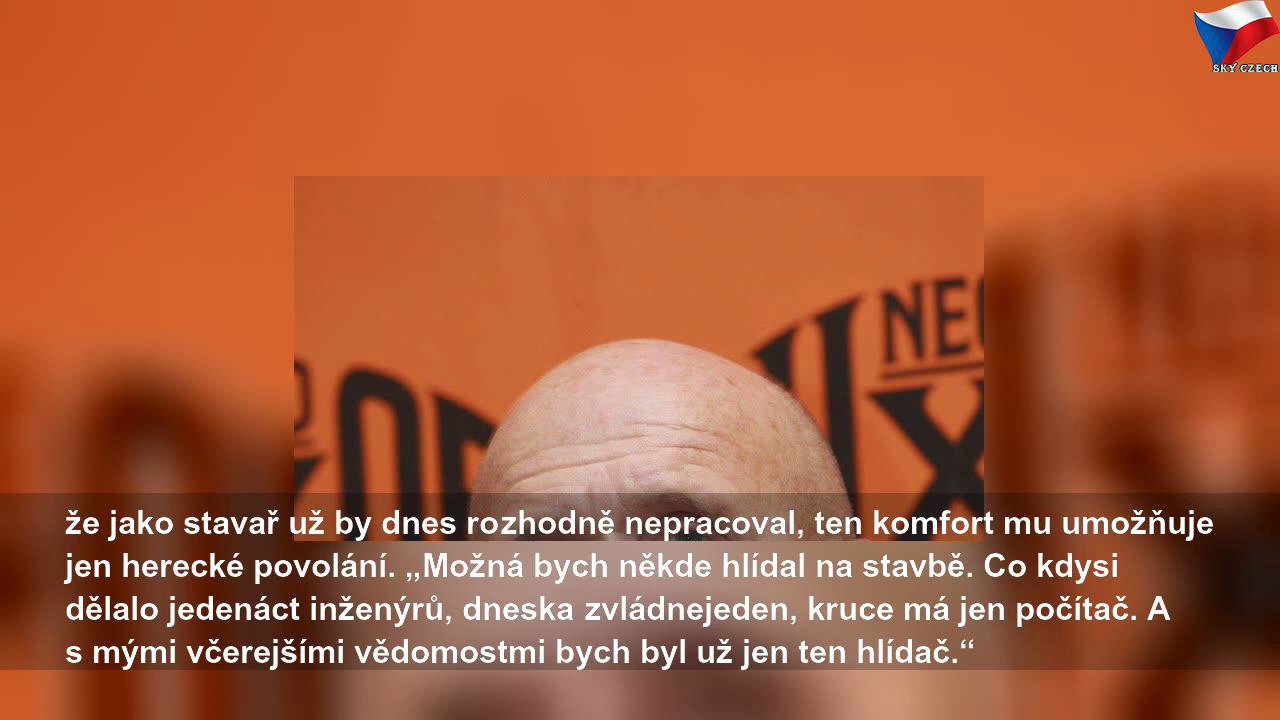 SKY CZECH
NEO
že jako stavař už by dnes rozhodně nepracoval, ten komfort mu umožňuje
jen herecké povolání. „Možná bych někde hlídal na stavbě. Co kdysi
dělalo jedenáct inženýrů, dneska zvládnejeden, kruce má jen počítač. A
s mými včerejšími vědomostmi bych byl už jen ten hlídač.“